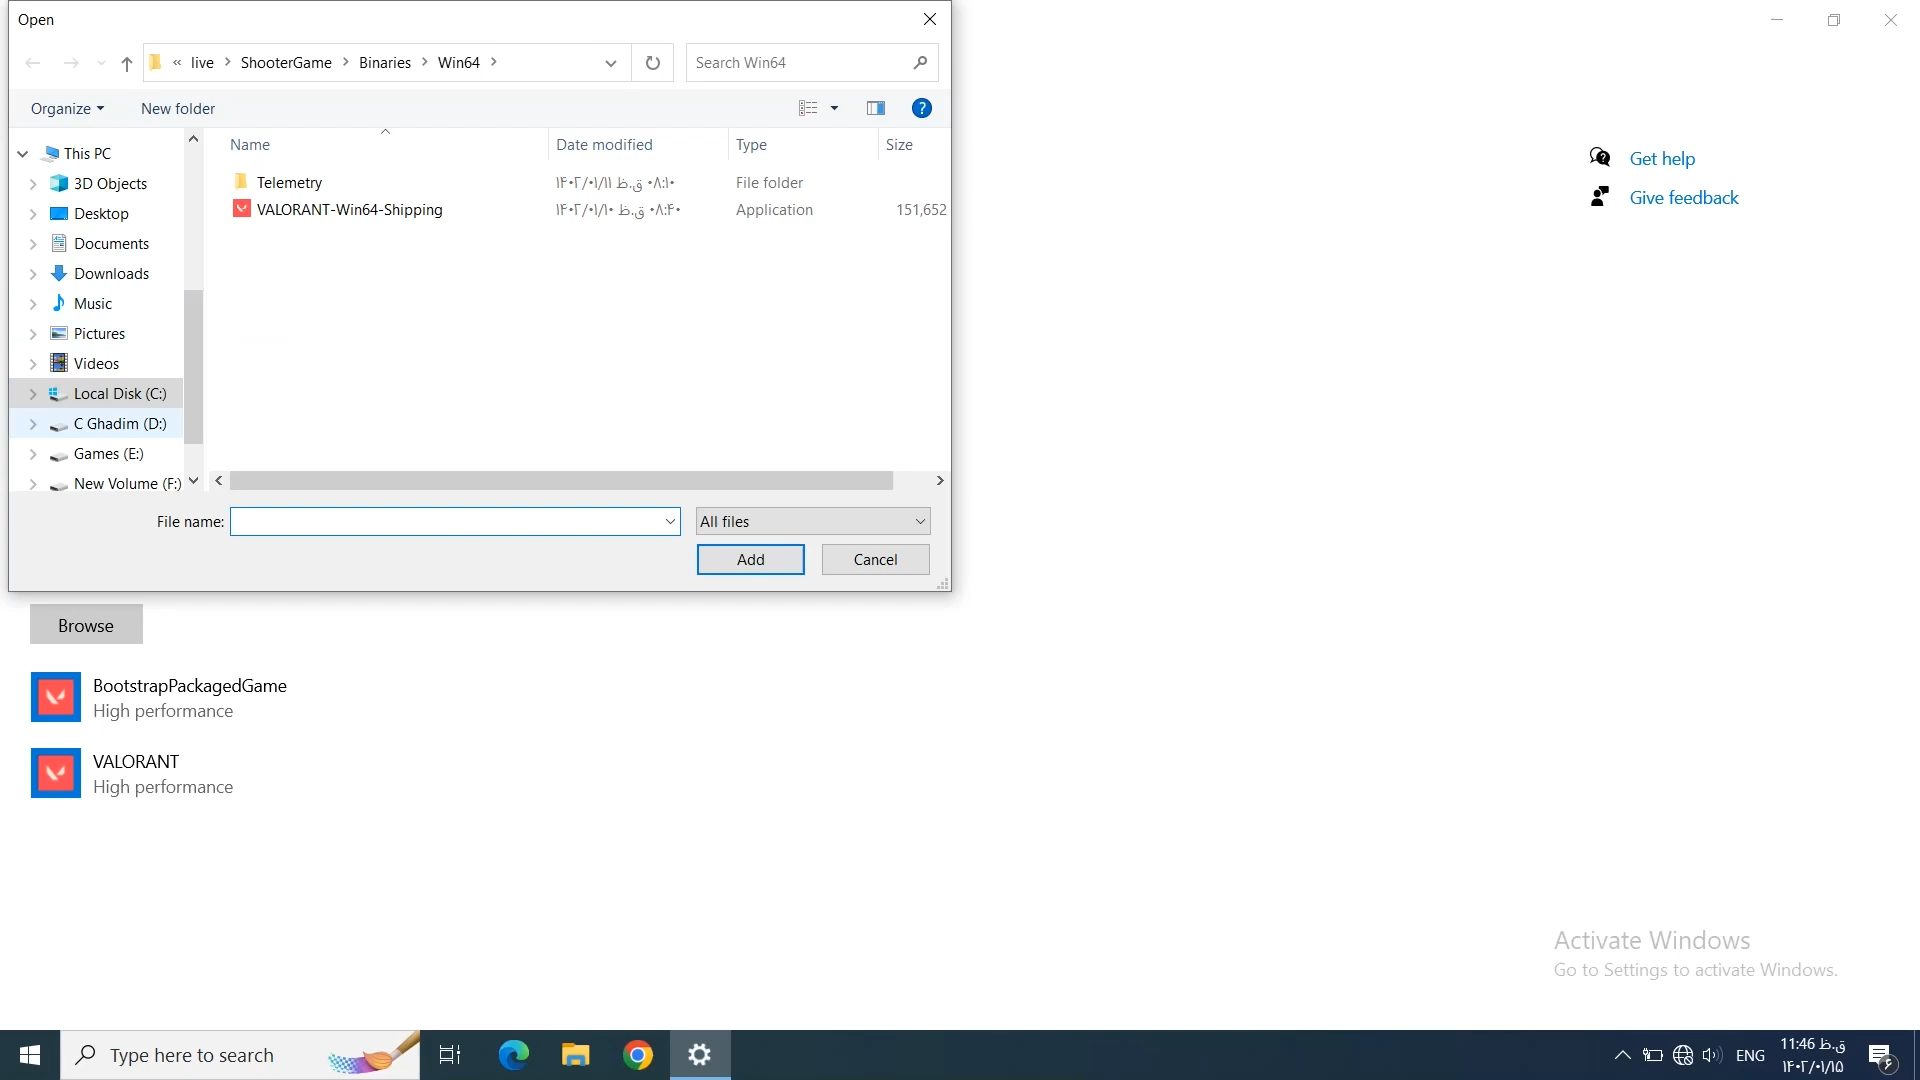 Open
« live > ShooterGame > Binaries > Win64 >
Search Win64
Organize
New folder
?
Name
Date modified
Type
Size
This PC
3D Objects
Desktop
Documents
Downloads
Music
Pictures
Videos
Local Disk (C:)
C Ghadim (D:)
Games (E:)
New Volume (F:)
Telemetry
۱۴۰۲/۰۱/۱۱ ق.ظ ۰۸:۱۰
File folder
VALORANT-Win64-Shipping
۱۴۰۲/۰۱/۱۰ ق.ظ ۰۸:۴۰
Application
151,652
File name:
All files
Add
Cancel
Get help
Give feedback
Browse
BootstrapPackagedGame
High performance
VALORANT
High performance
Activate Windows
Go to Settings to activate Windows.
Type here to search
ENG
11:46 ق.ظ
۱۴۰۲/۰۱/۱۵
۶